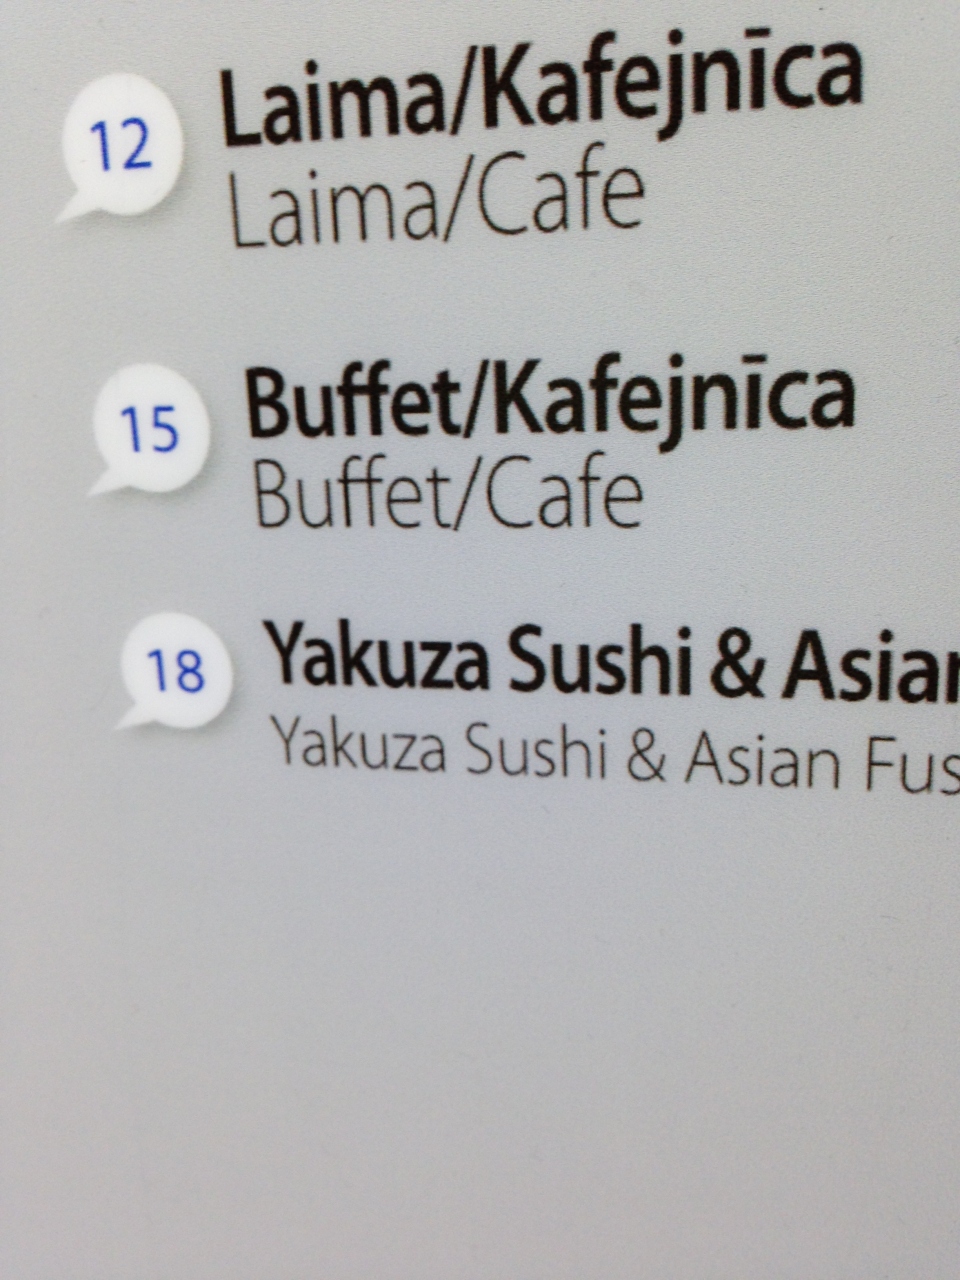 12
Laima/Kafejnīca
Laima/Cafe
15
Buffet/Kafejnīca
Buffet/Cafe
18
Yakuza Sushi &
Yakuza Sushi & Asian